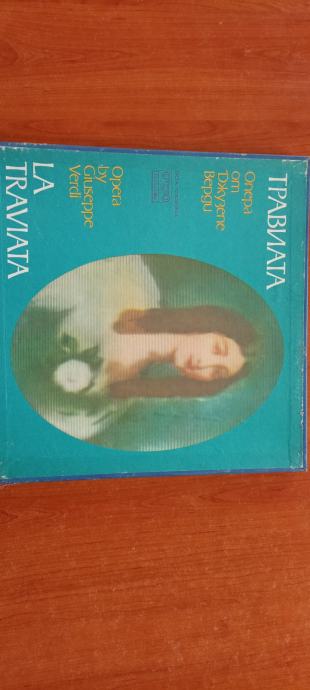 ТРАВИАТА
Опера
от
Джузепе
Верди
Opera
by
Giuseppe
Verdi
LA
TRAVIATA